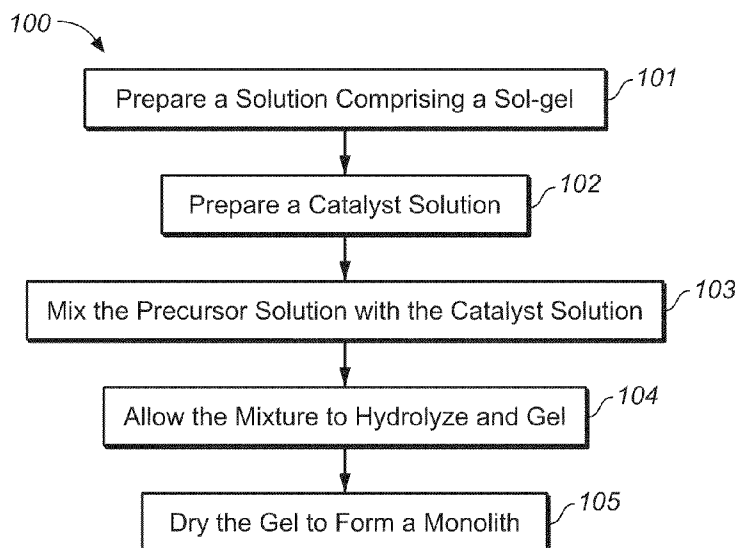 100
Prepare a Solution Comprising a Sol-gel
101
Prepare a Catalyst Solution
102
Mix the Precursor Solution with the Catalyst Solution
103
Allow the Mixture to Hydrolyze and Gel
104
Dry the Gel to Form a Monolith
105